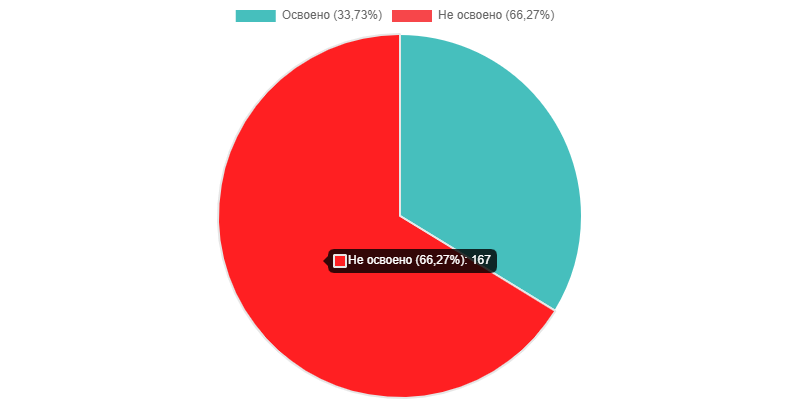 Освоено (33,73%) Не освоено (66,27%)
Не освоено (66,27%): 167